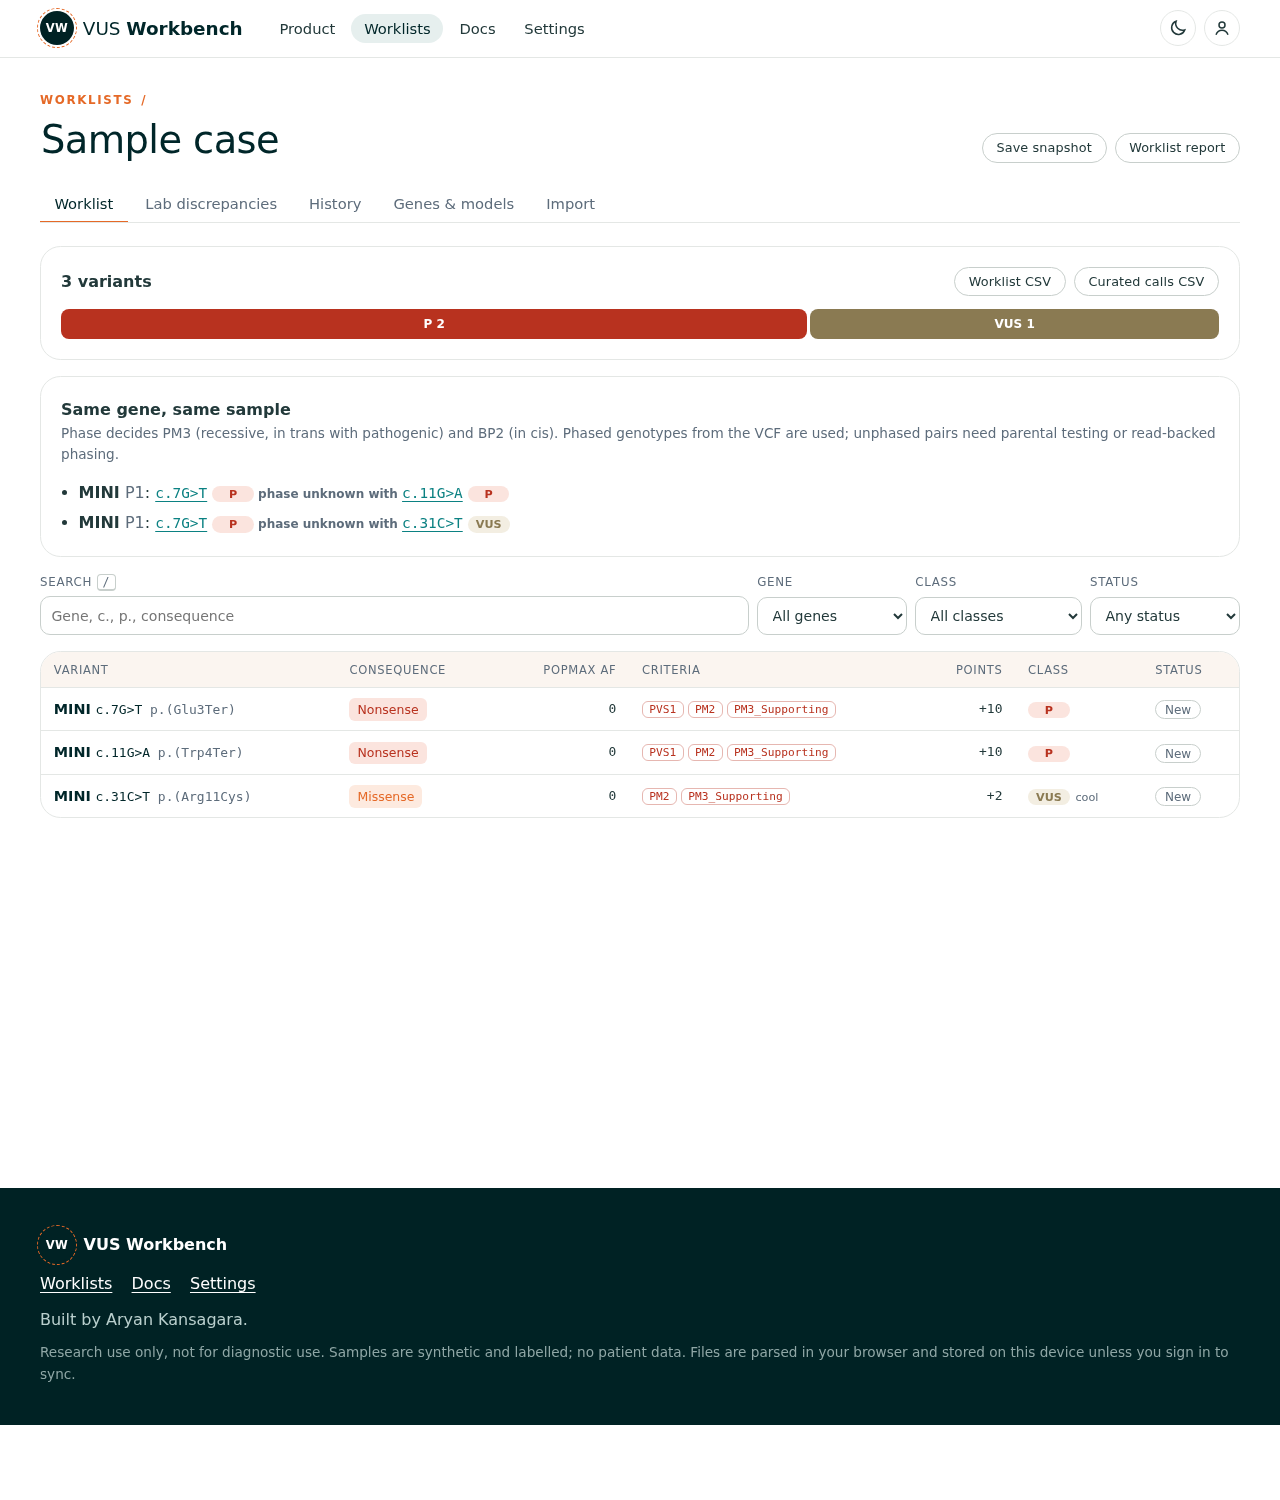 VW VUS Workbench Product Worklists Docs Settings
WORKLISTS /
Sample case
Save snapshot Worklist report
Worklist Lab discrepancies History Genes & models Import
3 variants Worklist CSV Curated calls CSV
P 2 VUS 1
Same gene, same sample
Phase decides PM3 (recessive, in trans with pathogenic) and BP2 (in cis). Phased genotypes from the VCF are used; unphased pairs need parental testing or read-backed
phasing.
• MINI P1: c.7G>T P phase unknown with c.11G>A P
• MINI P1: c.7G>T P phase unknown with c.31C>T VUS
SEARCH / GENE CLASS STATUS
Gene, c., p., consequence All genes All classes Any status
VARIANT CONSEQUENCE POPMAX AF CRITERIA POINTS CLASS STATUS
MINI c.7G>T p.(Glu3Ter) Nonsense 0 PVS1 PM2 PM3_Supporting +10 P New
MINI c.11G>A p.(Trp4Ter) Nonsense 0 PVS1 PM2 PM3_Supporting +10 P New
MINI c.31C>T p.(Arg11Cys) Missense 0 PM2 PM3_Supporting +2 VUS cool New
VW VUS Workbench
Worklists Docs Settings
Built by Aryan Kansagara.
Research use only, not for diagnostic use. Samples are synthetic and labelled; no patient data. Files are parsed in your browser and stored on this device unless you sign in to
sync.